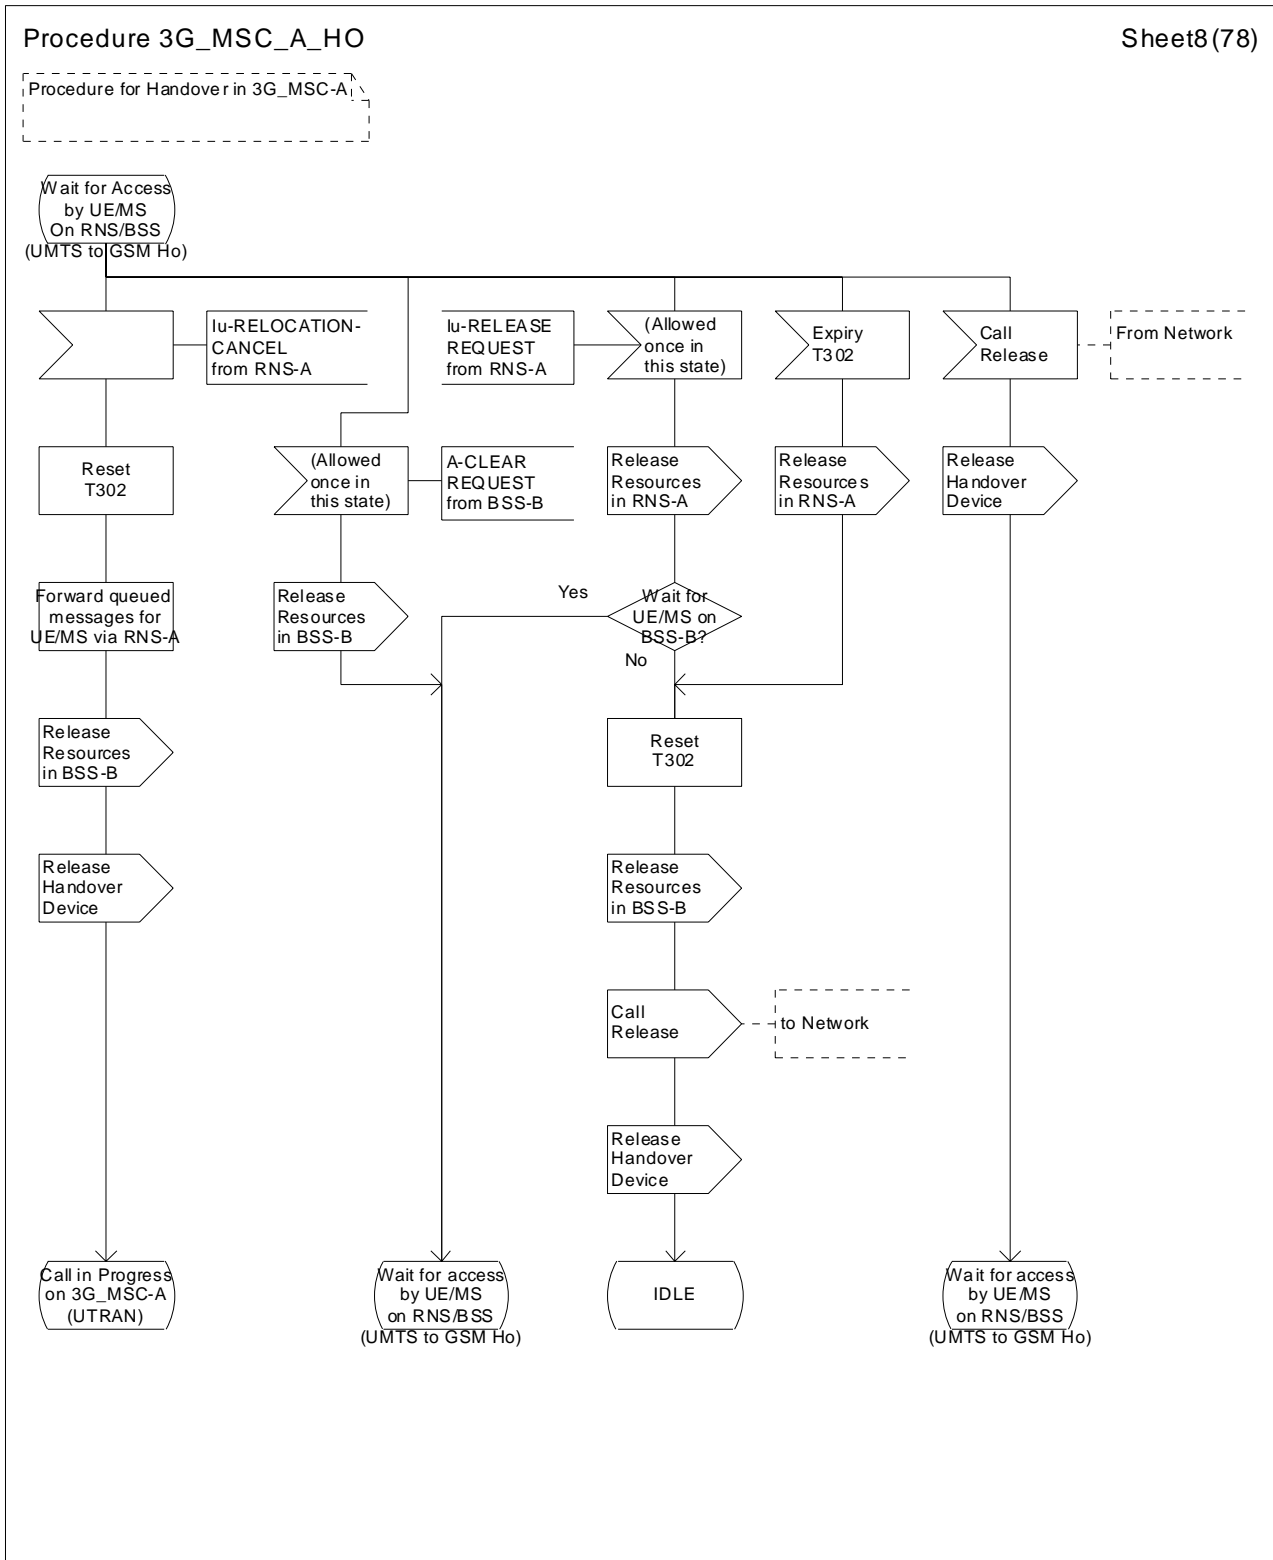 Procedure 3G_MSC_A_HO
Sheet8(78)
Procedure for Handover in 3G_MSC-A
Wait for Access
by UE/MS
On RNS/BSS
(UMTS to GSM Ho)
Iu-RELOCATION-
CANCEL
from RNS-A
Iu-RELEASE
REQUEST
from RNS-A
(Allowed
once in
this state)
Expiry
T302
Call
Release
From Network
Reset
T302
(Allowed
once in
this state)
A-CLEAR
REQUEST
from BSS-B
Release
Resources
in RNS-A
Release
Resources
in RNS-A
Release
Handover
Device
Forward queued
messages for
UE/MS via RNS-A
Release
Resources
in BSS-B
Yes
Wait for
UE/MS on
BSS-B?
No
Release
Resources
in BSS-B
Reset
T302
Release
Handover
Device
Release
Resources
in BSS-B
Call
Release
to Network
Release
Handover
Device
Call in Progress
on 3G_MSC-A
(UTRAN)
Wait for access
by UE/MS
on RNS/BSS
(UMTS to GSM Ho)
IDLE
Wait for access
by UE/MS
on RNS/BSS
(UMTS to GSM Ho)